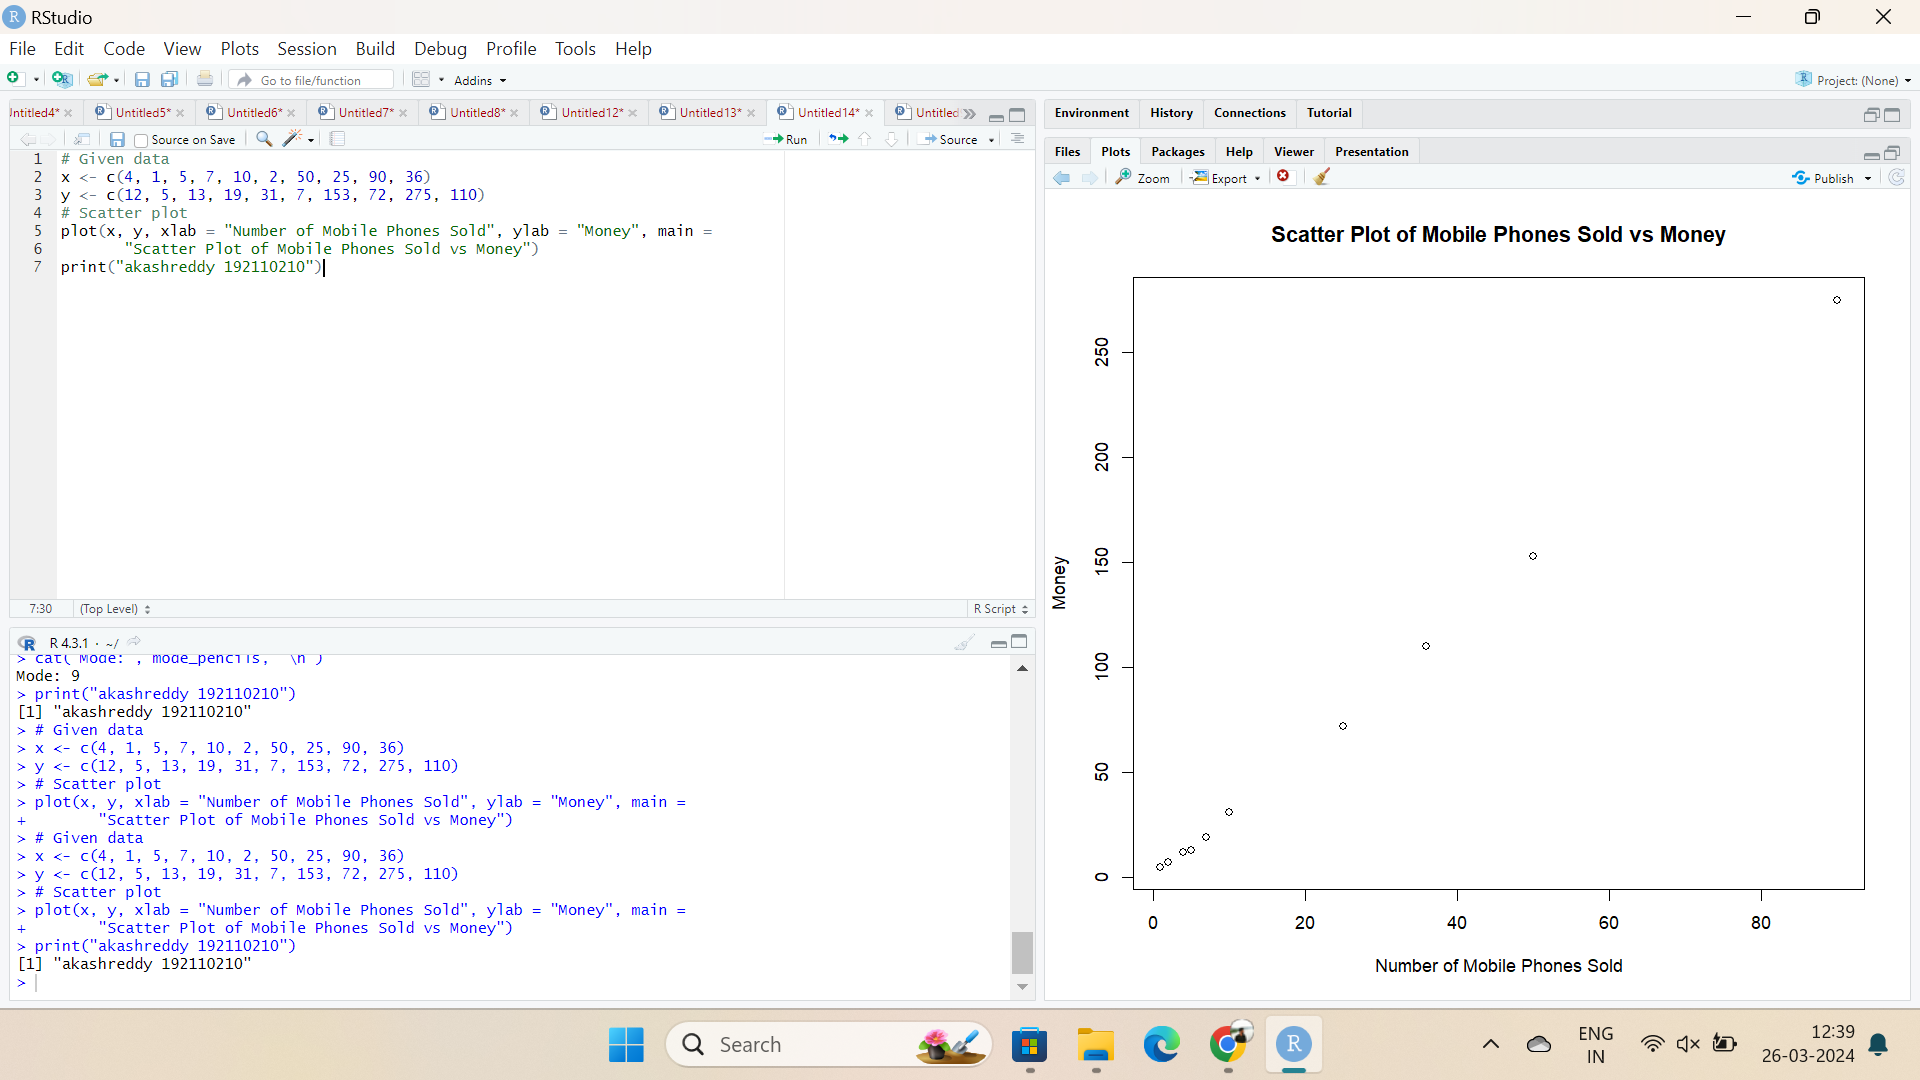 RStudio
File Edit Code View Plots Session Build Debug Profile Tools Help
Go to file/function Addins Project: (None)
Untitled5* Untitled6* Untitled7* Untitled8* Untitled12* Untitled13* Untitled14* Untitled
Source on Save Run Source
1 # Given data
2 x <- c(4, 1, 5, 7, 10, 2, 50, 25, 90, 36)
3 y <- c(12, 5, 13, 19, 31, 7, 153, 72, 275, 110)
4 # Scatter plot
5 plot(x, y, xlab = "Number of Mobile Phones Sold", ylab = "Money", main =
6 "Scatter Plot of Mobile Phones Sold vs Money")
7 print("akashreddy 192110210")
7:30 (Top Level) R Script
R 4.3.1 · ~/
> cat("Mode:", mode_pencils, "\n")
Mode: 9
> print("akashreddy 192110210")
[1] "akashreddy 192110210"
> # Given data
> x <- c(4, 1, 5, 7, 10, 2, 50, 25, 90, 36)
> y <- c(12, 5, 13, 19, 31, 7, 153, 72, 275, 110)
> # Scatter plot
> plot(x, y, xlab = "Number of Mobile Phones Sold", ylab = "Money", main =
+ "Scatter Plot of Mobile Phones Sold vs Money")
> # Given data
> x <- c(4, 1, 5, 7, 10, 2, 50, 25, 90, 36)
> y <- c(12, 5, 13, 19, 31, 7, 153, 72, 275, 110)
> # Scatter plot
> plot(x, y, xlab = "Number of Mobile Phones Sold", ylab = "Money", main =
+ "Scatter Plot of Mobile Phones Sold vs Money")
> print("akashreddy 192110210")
[1] "akashreddy 192110210"
>
Environment History Connections Tutorial
Files Plots Packages Help Viewer Presentation
Zoom Export Publish
Scatter Plot of Mobile Phones Sold vs Money
Money
250
200
150
100
50
0
0 20 40 60 80
Number of Mobile Phones Sold
Search
ENG
IN
12:39
26-03-2024